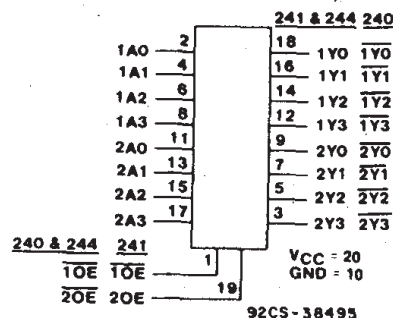 241 & 244 240
1A0 2 18 1Y0 1Y0
1A1 4 16 1Y1 1Y1
1A2 6 14 1Y2 1Y2
1A3 8 12 1Y3 1Y3
2A0 11 9 2Y0 2Y0
2A1 13 7 2Y1 2Y1
2A2 15 5 2Y2 2Y2
2A3 17 3 2Y3 2Y3
240 & 244 241
1 VCC = 20
1OE 1OE GND = 10
2OE 2OE 19
92CS-38495